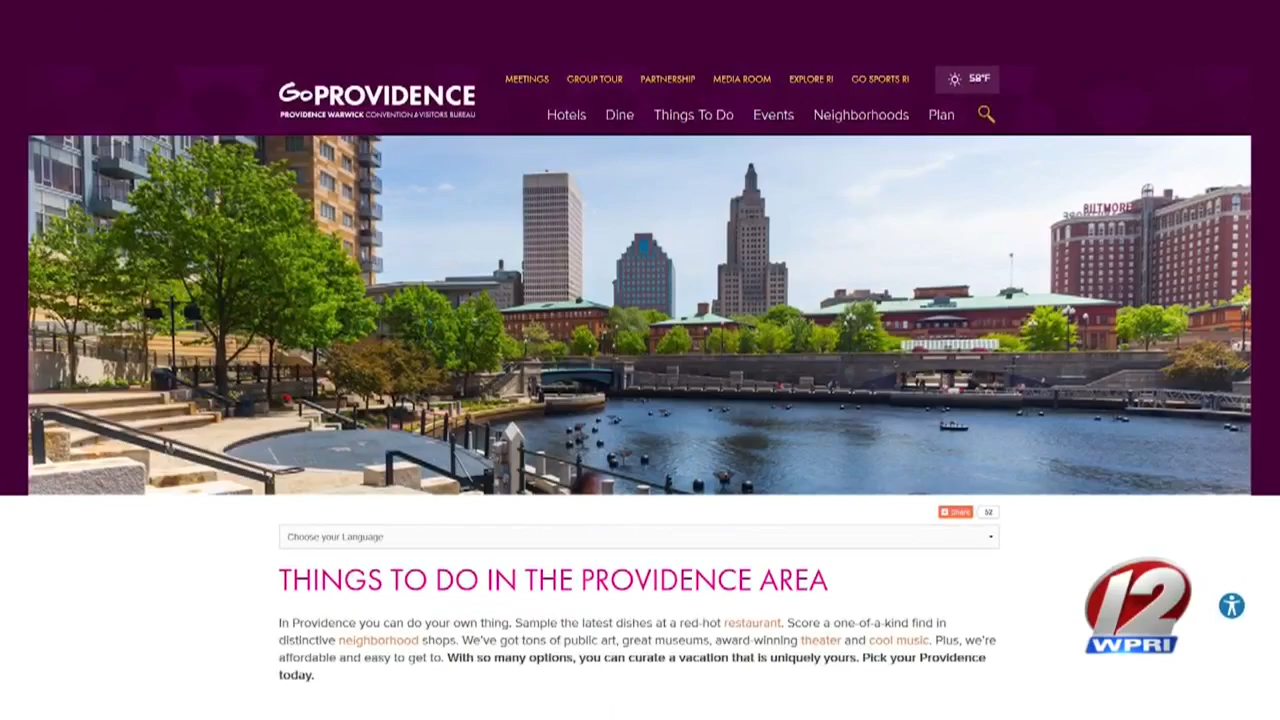 MEETINGS GROUP TOUR PARTNERSHIP MEDIA ROOM EXPLORE RI GO SPORTS RI 58°F
GoPROVIDENCE
PROVIDENCE WARWICK CONVENTION & VISITORS BUREAU
Hotels Dine Things To Do Events Neighborhoods Plan
BILTMORE
Share 52
Choose your Language
THINGS TO DO IN THE PROVIDENCE AREA
In Providence you can do your own thing. Sample the latest dishes at a red-hot restaurant. Score a one-of-a-kind find in
distinctive neighborhood shops. We've got tons of public art, great museums, award-winning theater and cool music. Plus, we're
affordable and easy to get to. With so many options, you can curate a vacation that is uniquely yours. Pick your Providence
today.
12
WPRI